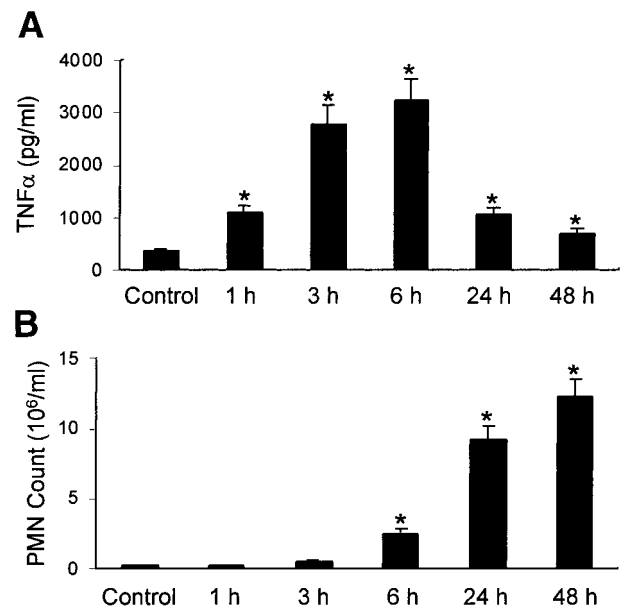 A
TNFα (pg/ml)
4000
3000
2000
1000
0
* * * * *
Control 1 h 3 h 6 h 24 h 48 h
B
PMN Count (10⁶/ml)
15
10
5
0
* * *
Control 1 h 3 h 6 h 24 h 48 h